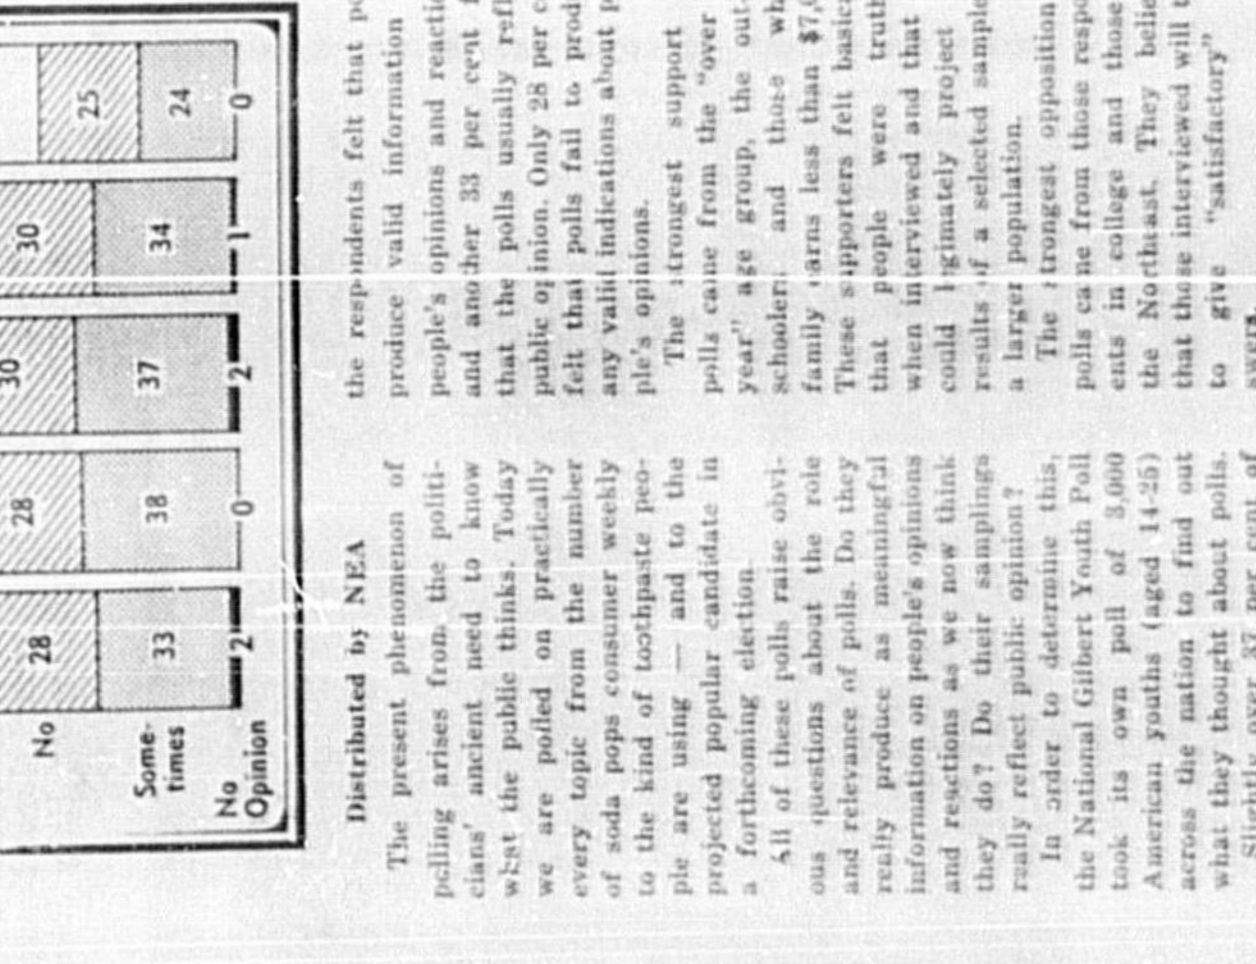 No 28 28 30 30 25
Some-
times 33 38 37 34 24
No
Opinion 2 0 2 1 0
Distributed by NEA
The present phenomenon of
polling arises from the politi-
cians' ancient need to know
what the public thinks. Today
we are polled on practically
every topic from the number
of soda pops consumer weekly
to the kind of toothpaste peo-
ple are using — and to the
projected popular candidate in
a forthcoming election.
All of these polls raise obvi-
ous questions about the role
and relevance of polls. Do they
really produce as meaningful
information on people's opinions
and reactions as we now think
they do? Do their samplings
really reflect public opinion?
In order to determine this,
the National Gilbert Youth Poll
took its own poll of 3,000
American youths (aged 14-25)
across the nation to find out
what they thought about polls.
Slightly over 37 per cent of
the respondents felt that
produce valid information
people's opinions and
and another 33 per cent
that the polls usually
public opinion. Only 28 per
felt that polls fail to
any valid indications about
ple's opinions.
The strongest support
polls came from the "over
year" age group, the out-
schoolers and those
family earns less than
These supporters felt
that people were
when interviewed and that
could legimately project
results of a selected
a larger population.
The strongest opposition
polls came from those
ents in college and those
the Northeast. They
that those interviewed will
to give "satisfactory"
swers.